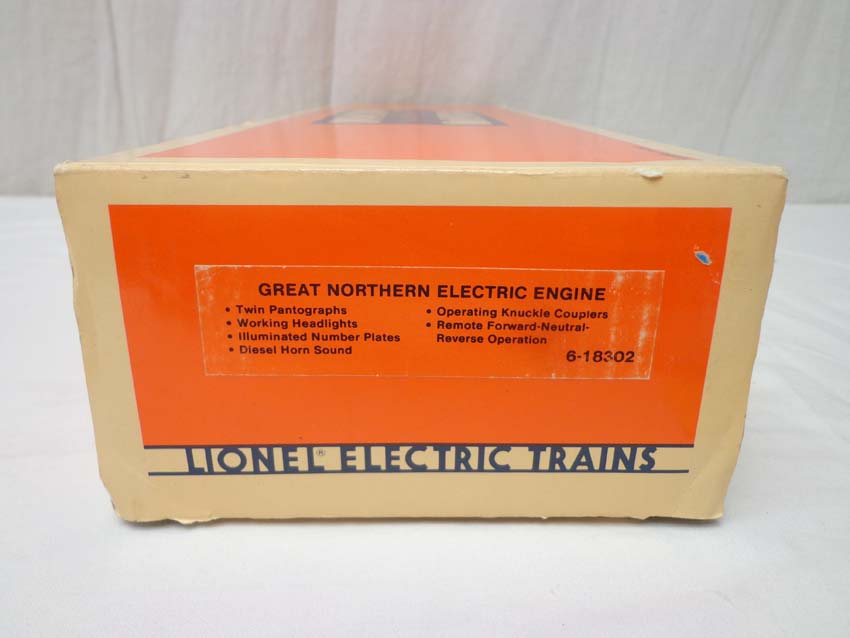 GREAT NORTHERN ELECTRIC ENGINE
• Twin Pantographs
• Working Headlights
• Illuminated Number Plates
• Diesel Horn Sound
• Operating Knuckle Couplers
• Remote Forward-Neutral-
Reverse Operation
6-18302
LIONEL® ELECTRIC TRAINS